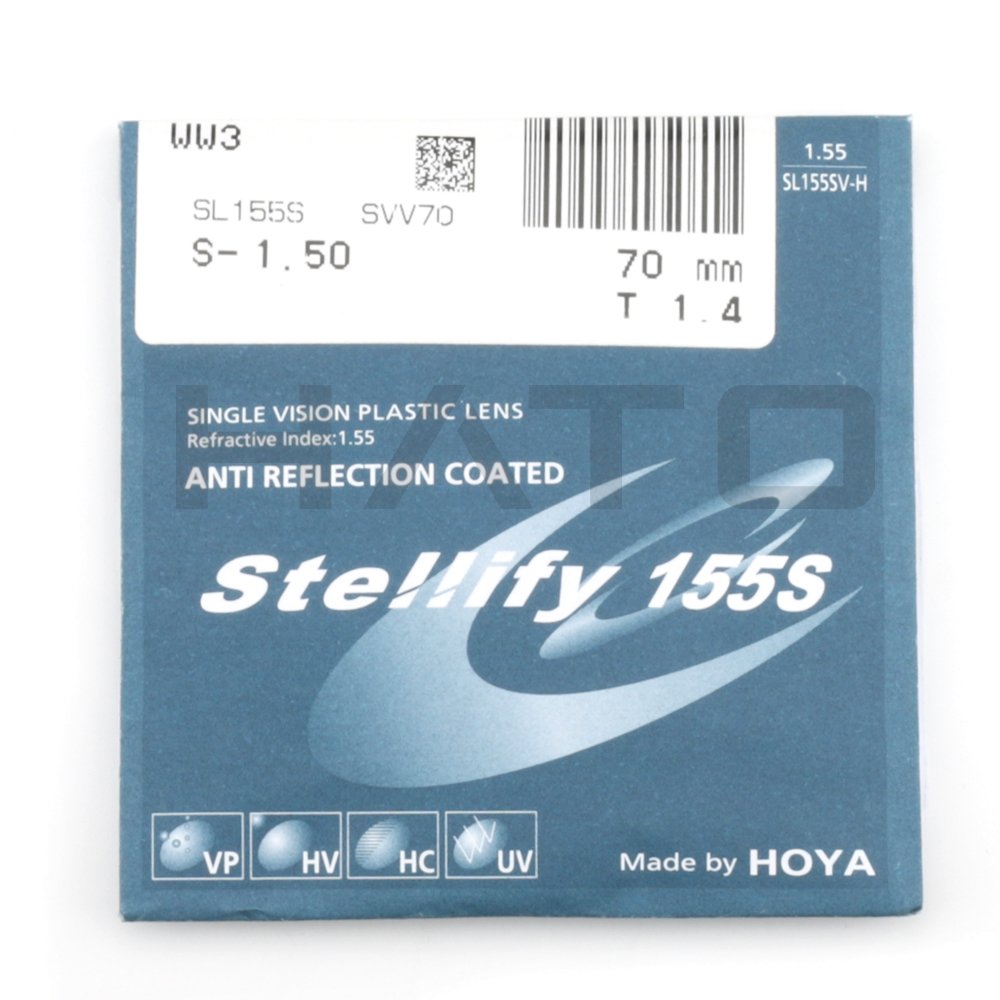 WW3
SL155S SVV70
S- 1.50
70 mm
T 1.4
1.55
SL155SV-H
HATO
SINGLE VISION PLASTIC LENS
Refractive Index:1.55
ANTI REFLECTION COATED
Stellify 155S
VP HV HC UV
Made by HOYA